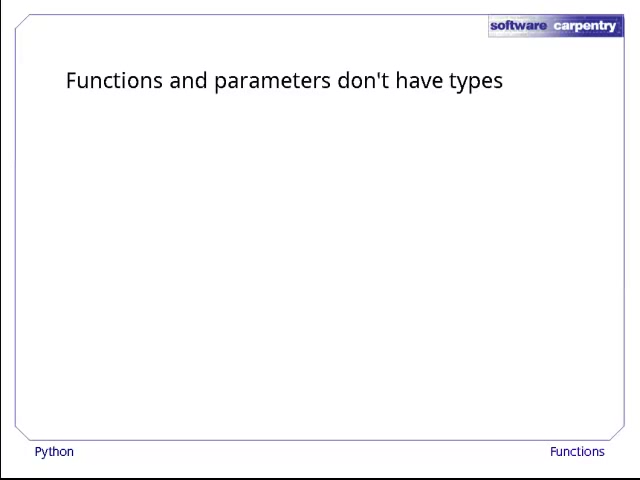 software carpentry
Functions and parameters don't have types
Python
Functions